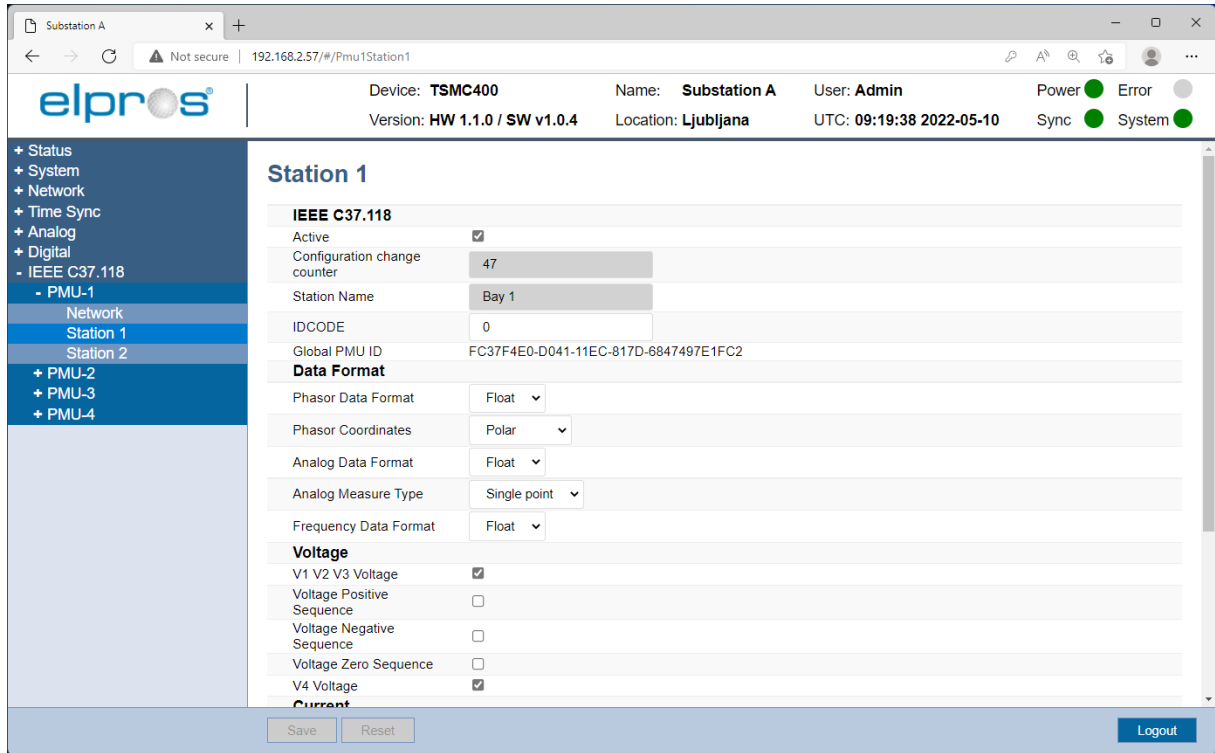 Substation A
Not secure 192.168.2.57/#/Pmu1Station1
elpros
Device: TSMC400 Name: Substation A User: Admin Power Error
Version: HW 1.1.0 / SW v1.0.4 Location: Ljubljana UTC: 09:19:38 2022-05-10 Sync System
+ Status
+ System
+ Network
+ Time Sync
+ Analog
+ Digital
- IEEE C37.118
- PMU-1
Network
Station 1
Station 2
+ PMU-2
+ PMU-3
+ PMU-4
Station 1
IEEE C37.118
Active
Configuration change
counter
47
Station Name Bay 1
IDCODE 0
Global PMU ID FC37F4E0-D041-11EC-817D-6847497E1FC2
Data Format
Phasor Data Format Float
Phasor Coordinates Polar
Analog Data Format Float
Analog Measure Type Single point
Frequency Data Format Float
Voltage
V1 V2 V3 Voltage
Voltage Positive
Sequence
Voltage Negative
Sequence
Voltage Zero Sequence
V4 Voltage
Current
Save Reset Logout